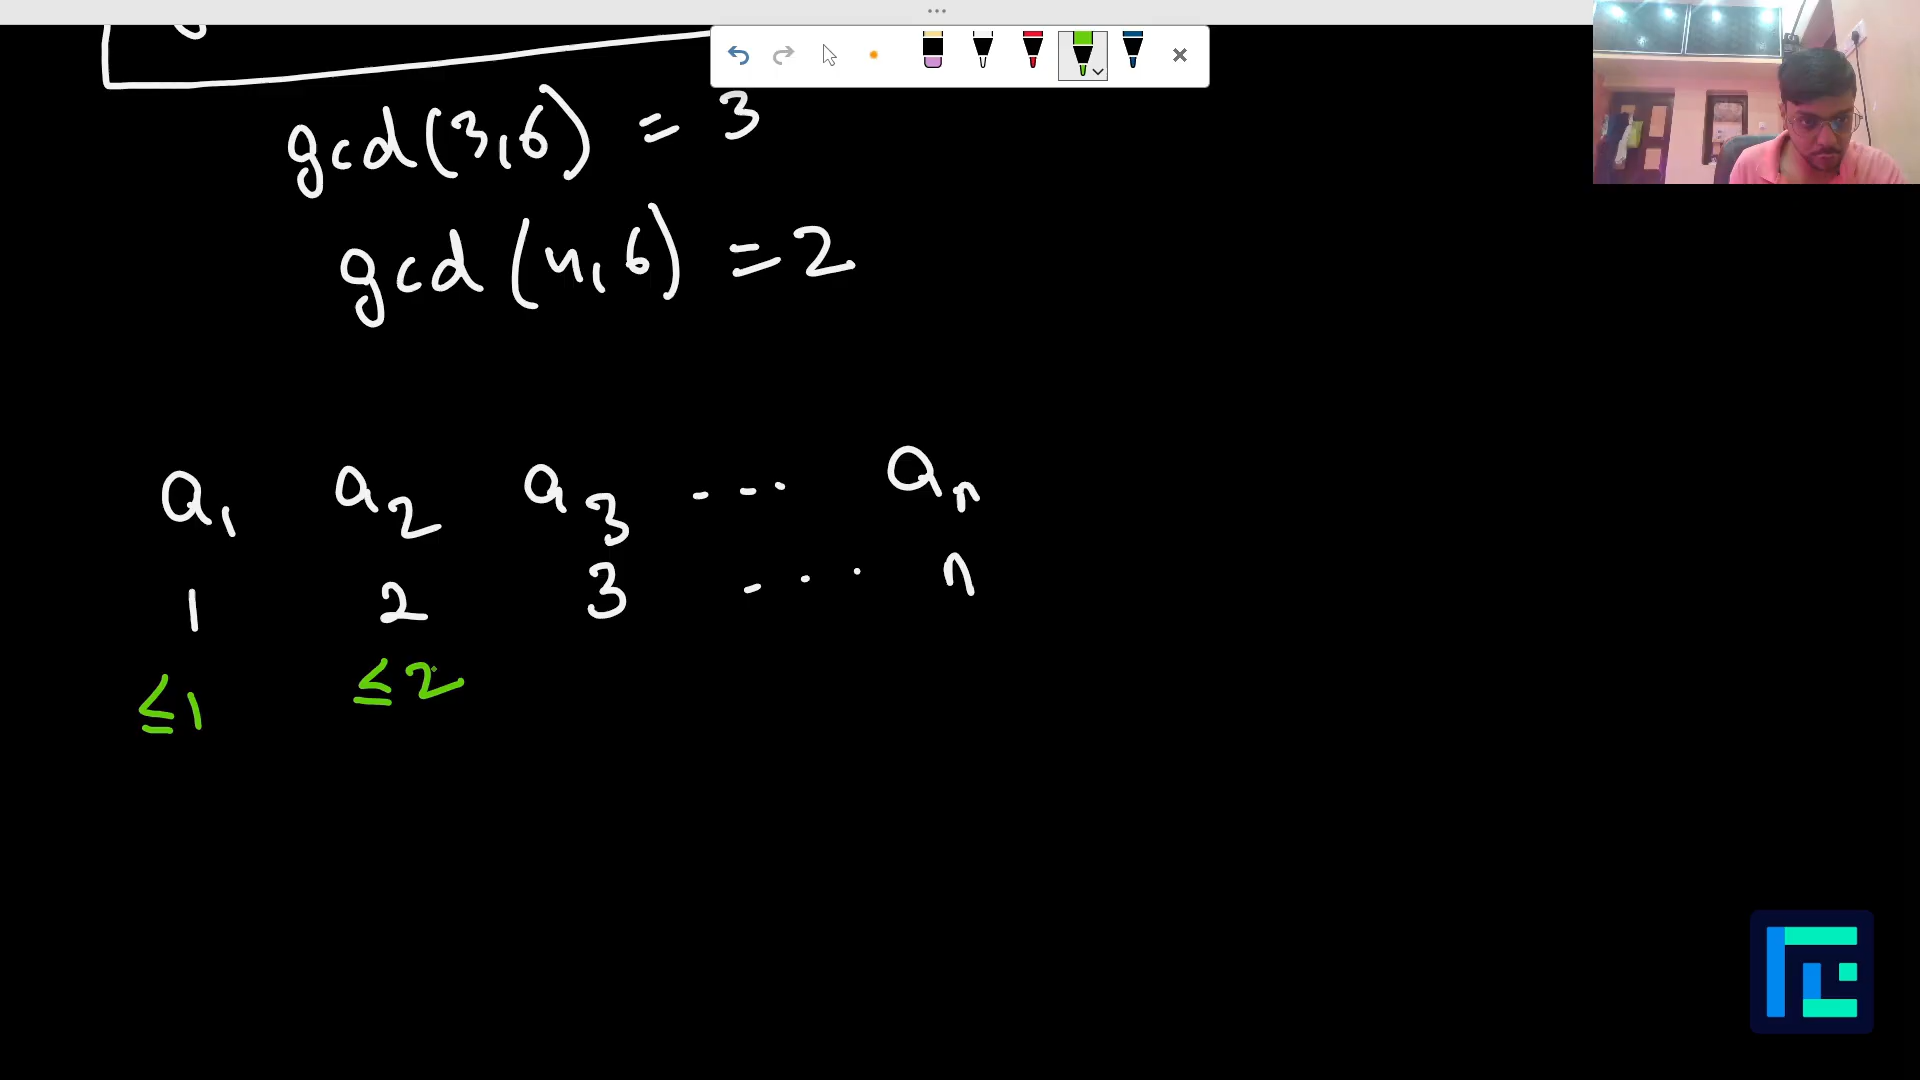 gcd(3,6) = 3
gcd(4,6) = 2
a1 a2 a3 --- an
1 2 3 --- n
≤1 ≤2